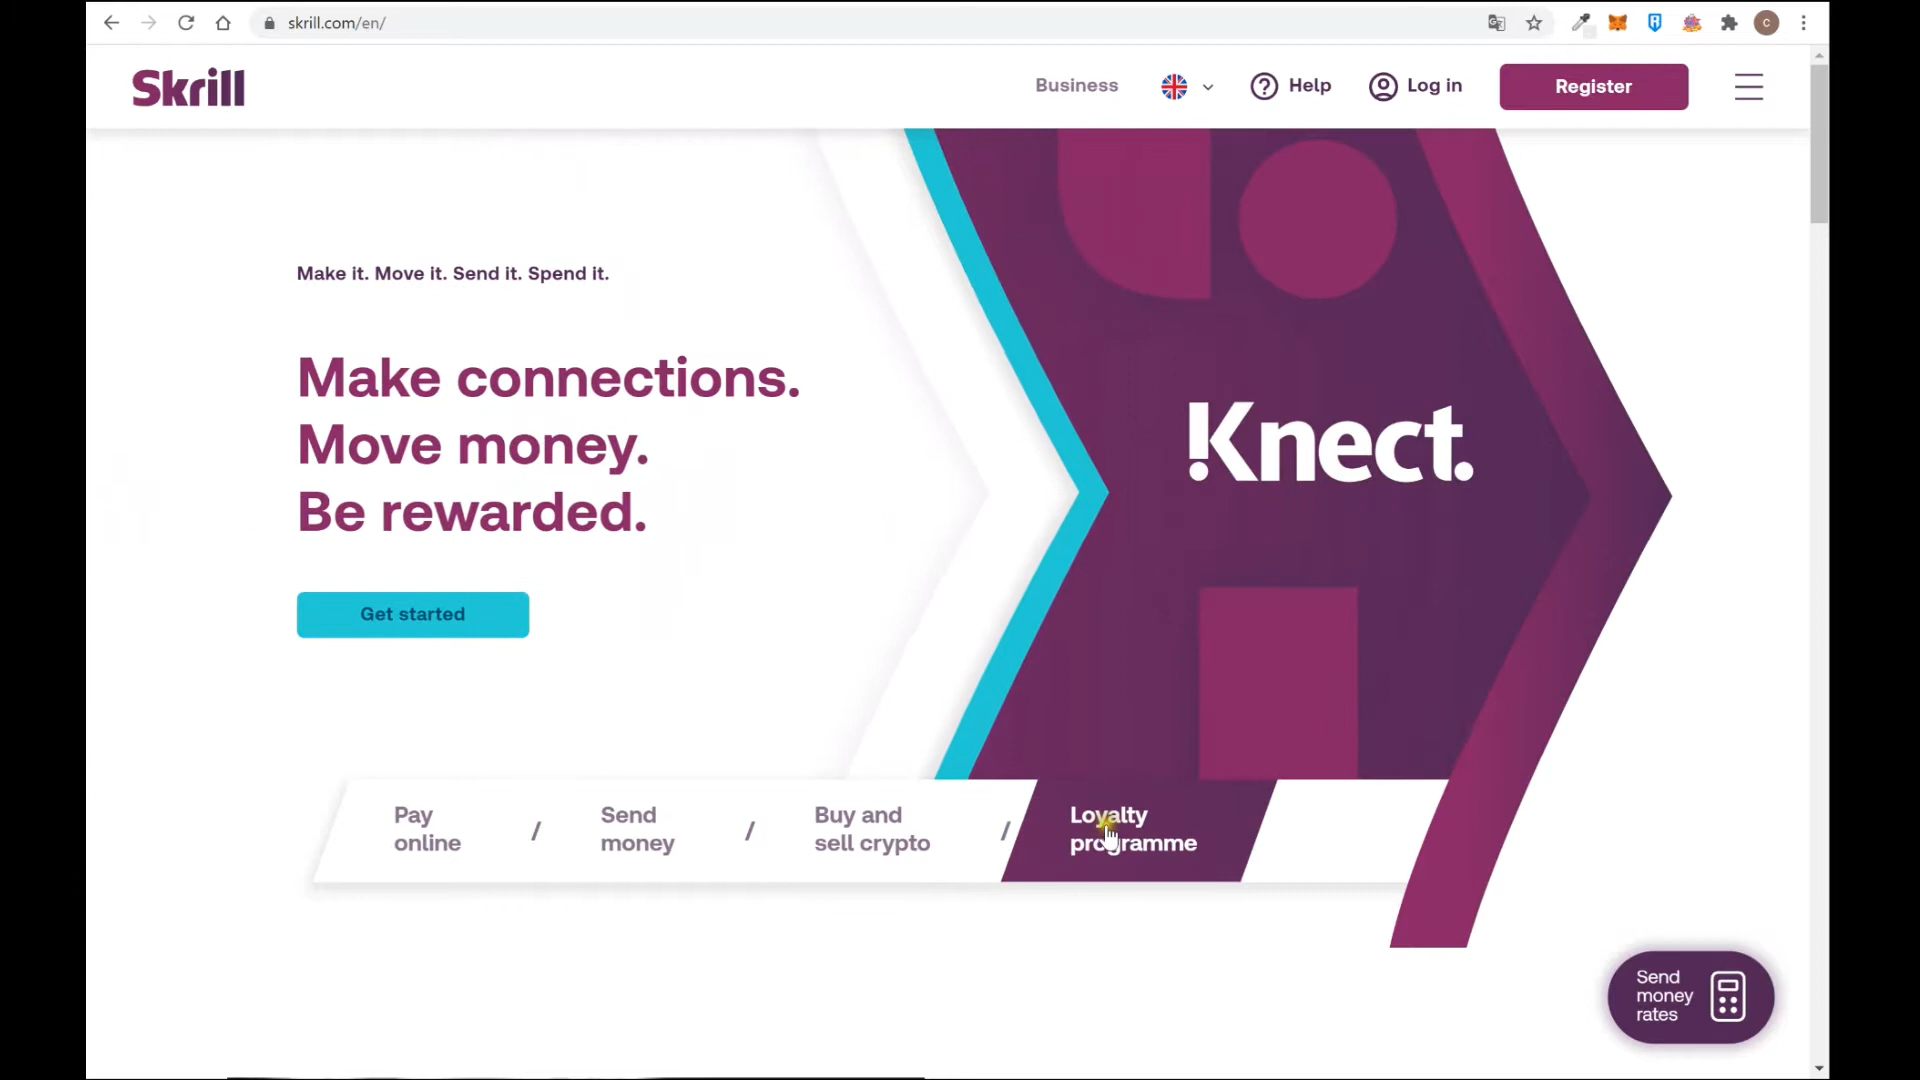 skrill.com/en/
C
Skrill
Business
Help
Log in
Register
Make it. Move it. Send it. Spend it.
Make connections.
Move money.
Be rewarded.
Knect.
Get started
Pay
online
/
Send
money
/
Buy and
sell crypto
/
Loyalty
programme
Send
money
rates